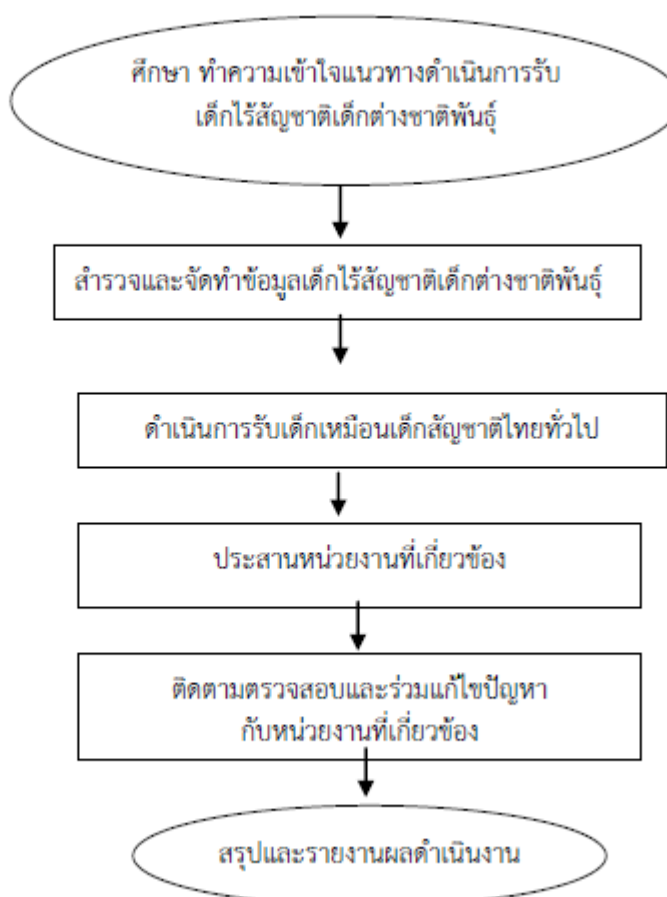 ศึกษา ทำความเข้าใจแนวทางดำเนินการรับ
เด็กไร้สัญชาติเด็กต่างชาติพันธุ์
สำรวจและจัดทำข้อมูลเด็กไร้สัญชาติเด็กต่างชาติพันธุ์
ดำเนินการรับเด็กเหมือนเด็กสัญชาติไทยทั่วไป
ประสานหน่วยงานที่เกี่ยวข้อง
ติดตามตรวจสอบและร่วมแก้ไขปัญหา
กับหน่วยงานที่เกี่ยวข้อง
สรุปและรายงานผลดำเนินงาน